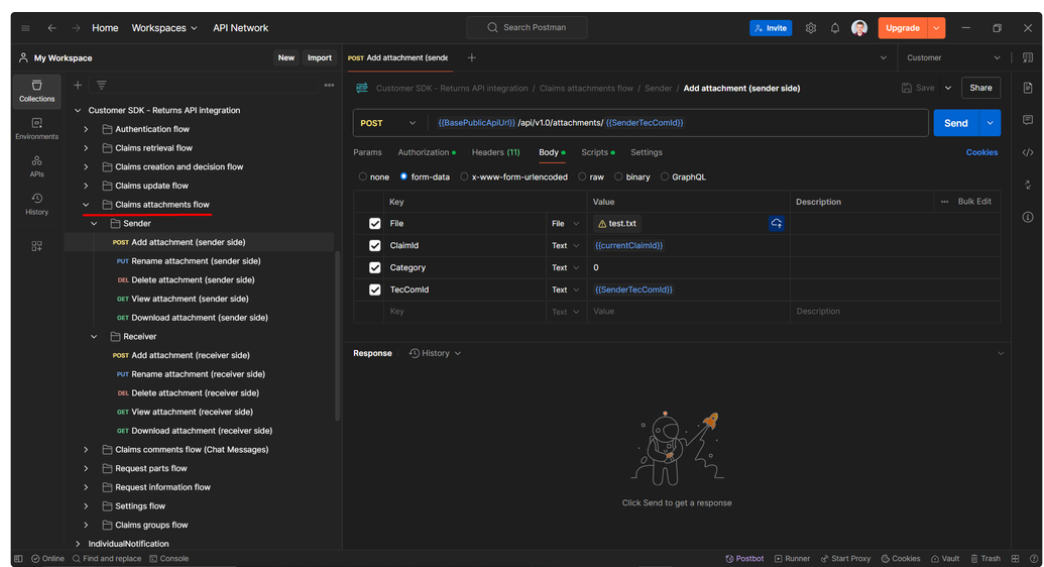 Home Workspaces API Network Search Postman Invite Upgrade
My Workspace New Import POST Add attachment (sende Customer
Collections
Environments
APIs
History
Customer SDK - Returns API integration
Authentication flow
Claims retrieval flow
Claims creation and decision flow
Claims update flow
Claims attachments flow
Sender
POST Add attachment (sender side)
PUT Rename attachment (sender side)
DEL Delete attachment (sender side)
GET View attachment (sender side)
GET Download attachment (sender side)
Receiver
POST Add attachment (receiver side)
PUT Rename attachment (receiver side)
DEL Delete attachment (receiver side)
GET View attachment (receiver side)
GET Download attachment (receiver side)
Claims comments flow (Chat Messages)
Request parts flow
Request information flow
Settings flow
Claims groups flow
IndividualNotification
Customer SDK - Returns API integration / Claims attachments flow / Sender / Add attachment (sender side) Save Share
POST {{BasePublicApiUrl}} /api/v1.0/attachments/ {{SenderTecComId}} Send
Params Authorization Headers (11) Body Scripts Settings Cookies
none form-data x-www-form-urlencoded raw binary GraphQL
Key Value Description ••• Bulk Edit
File File test.txt
ClaimId Text {{currentClaimId}}
Category Text 0
TecComId Text {{SenderTecComId}}
Key Text Value Description
Response History
Click Send to get a response
Online Find and replace Console Postbot Runner Start Proxy Cookies Vault Trash